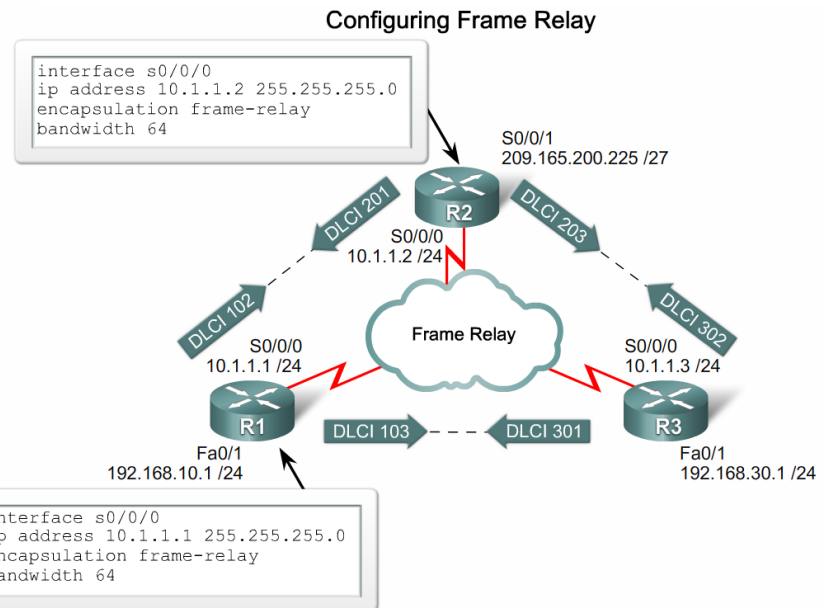 Configuring Frame Relay
interface s0/0/0
ip address 10.1.1.2 255.255.255.0
encapsulation frame-relay
bandwidth 64
S0/0/1
209.165.200.225 /27
R2
DLCI 201
DLCI 203
S0/0/0
10.1.1.2 /24
DLCI 102
DLCI 302
Frame Relay
S0/0/0
10.1.1.1 /24
S0/0/0
10.1.1.3 /24
R1
DLCI 103
DLCI 301
R3
Fa0/1
192.168.10.1 /24
Fa0/1
192.168.30.1 /24
nterface s0/0/0
p address 10.1.1.1 255.255.255.0
ncapsulation frame-relay
andwidth 64